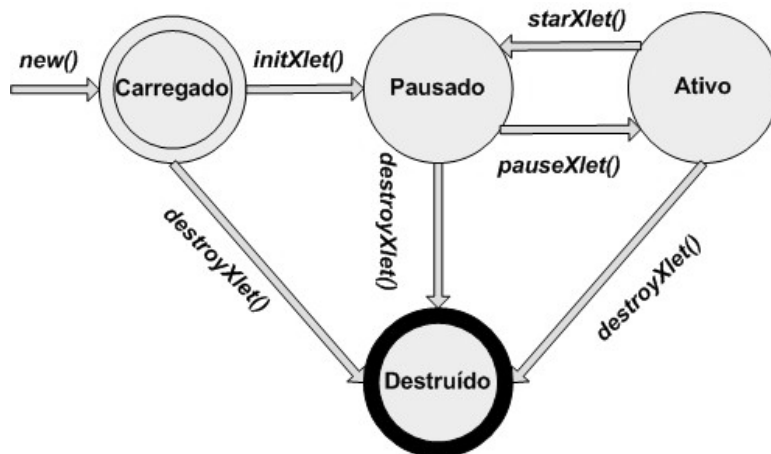 starXlet()
new()
initXlet()
Carregado
Pausado
Ativo
pauseXlet()
destroyXlet()
destroyXlet()
destroyXlet()
Destruído